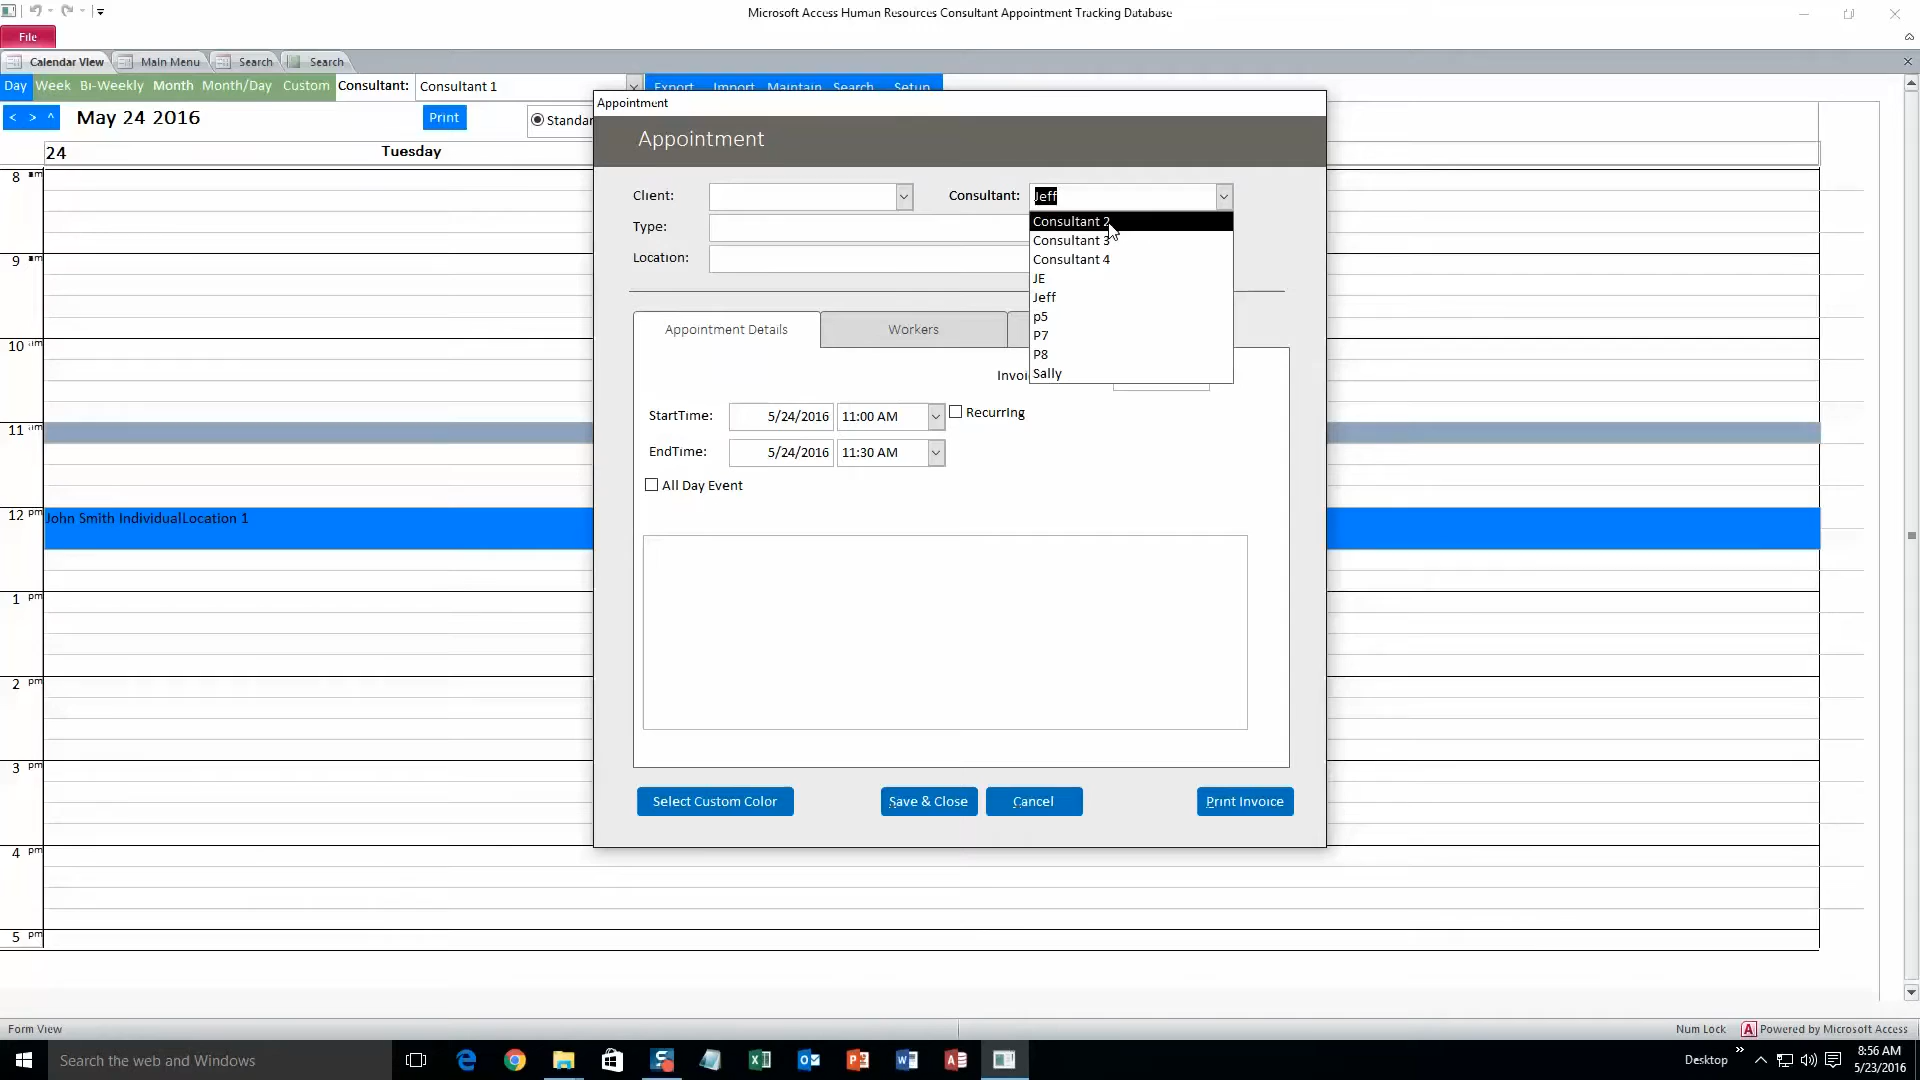 Microsoft Access Human Resources Consultant Appointment Tracking Database
File
Calendar View Main Menu Search Search
Day Week Bi-Weekly Month Month/Day Custom Consultant: Consultant 1 Export Import Maintain Search Setup
< > ^ May 24 2016 Print Standar
24 Tuesday
8 am
9 am
10 am
11 am
12 pm John Smith IndividualLocation 1
1 pm
2 pm
3 pm
4 pm
5 pm
Appointment
Appointment
Client: Consultant: Jeff
Type:
Location:
Consultant 2
Consultant 3
Consultant 4
JE
Jeff
p5
P7
P8
Sally
Appointment Details Workers
Invoi
StartTime: 5/24/2016 11:00 AM Recurring
EndTime: 5/24/2016 11:30 AM
All Day Event
Select Custom Color Save & Close Cancel Print Invoice
Form View Num Lock Powered by Microsoft Access
Search the web and Windows Desktop 8:56 AM
5/23/2016